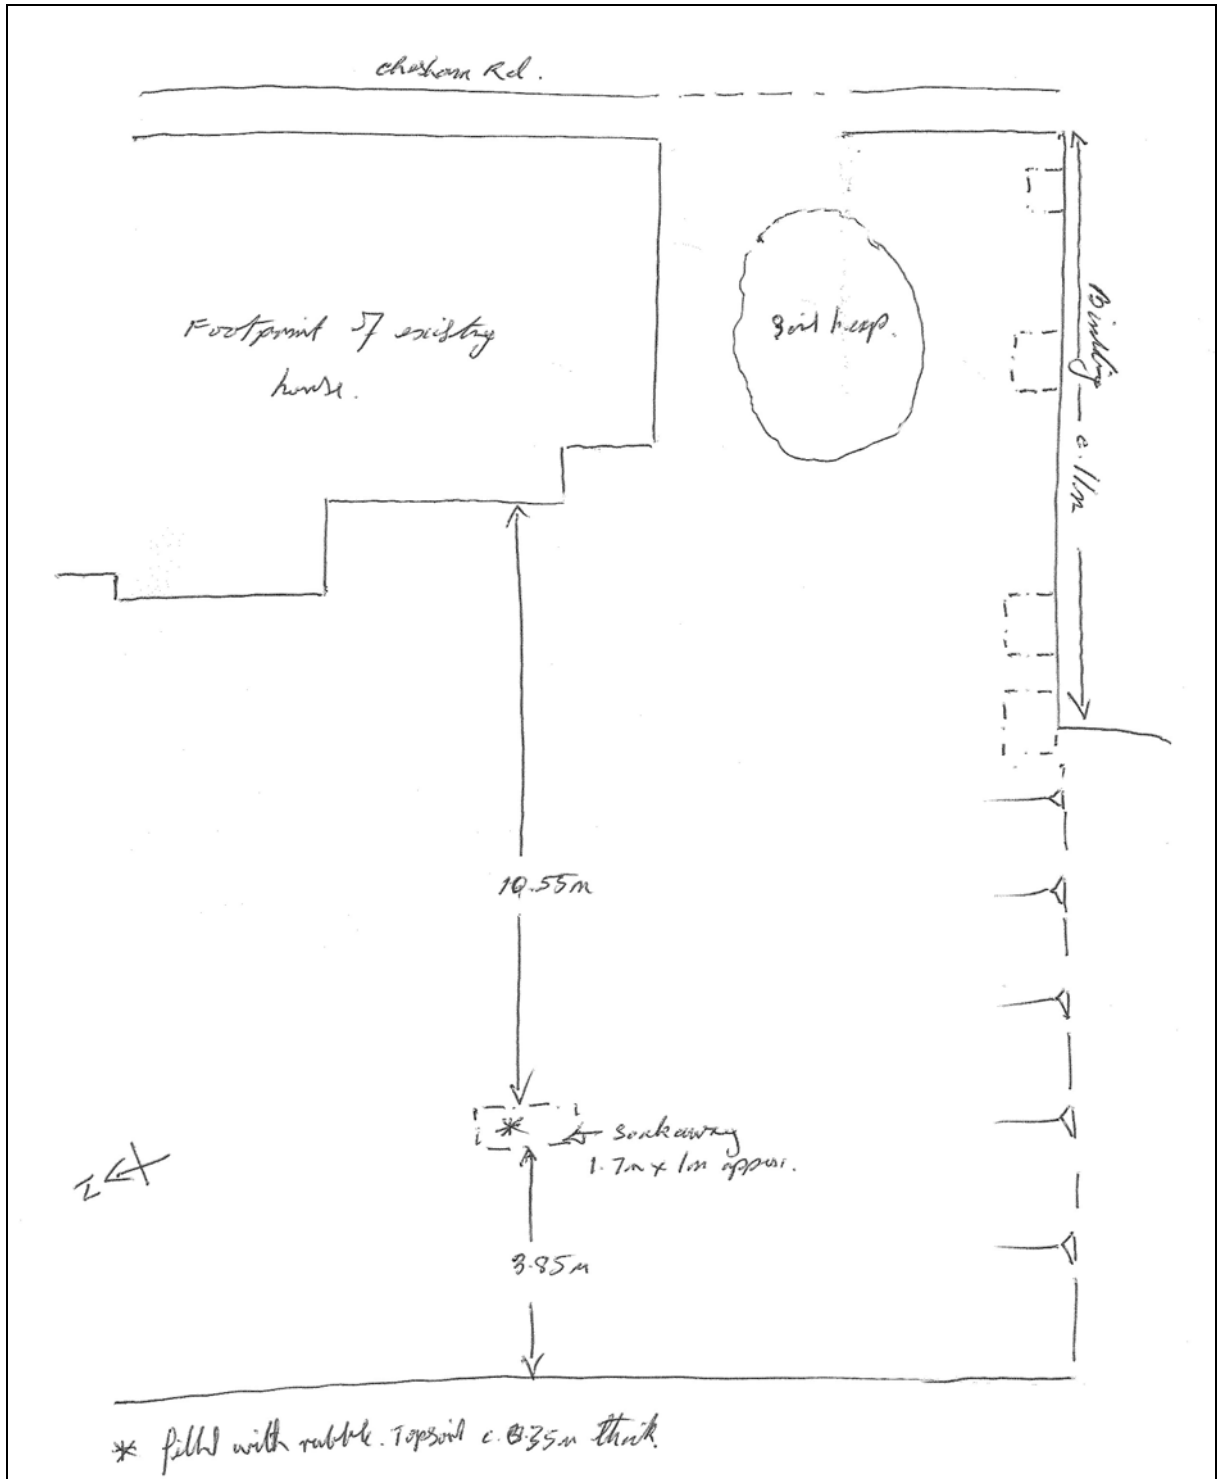 Chesham Rd.
Footprint of existing
house.
Soil heap.
Building
c. 11m
10.55m
Soakaway
1.7m x 1m approx.
N
3.85m
* filled with rubble. Topsoil c. 0.35m thick.